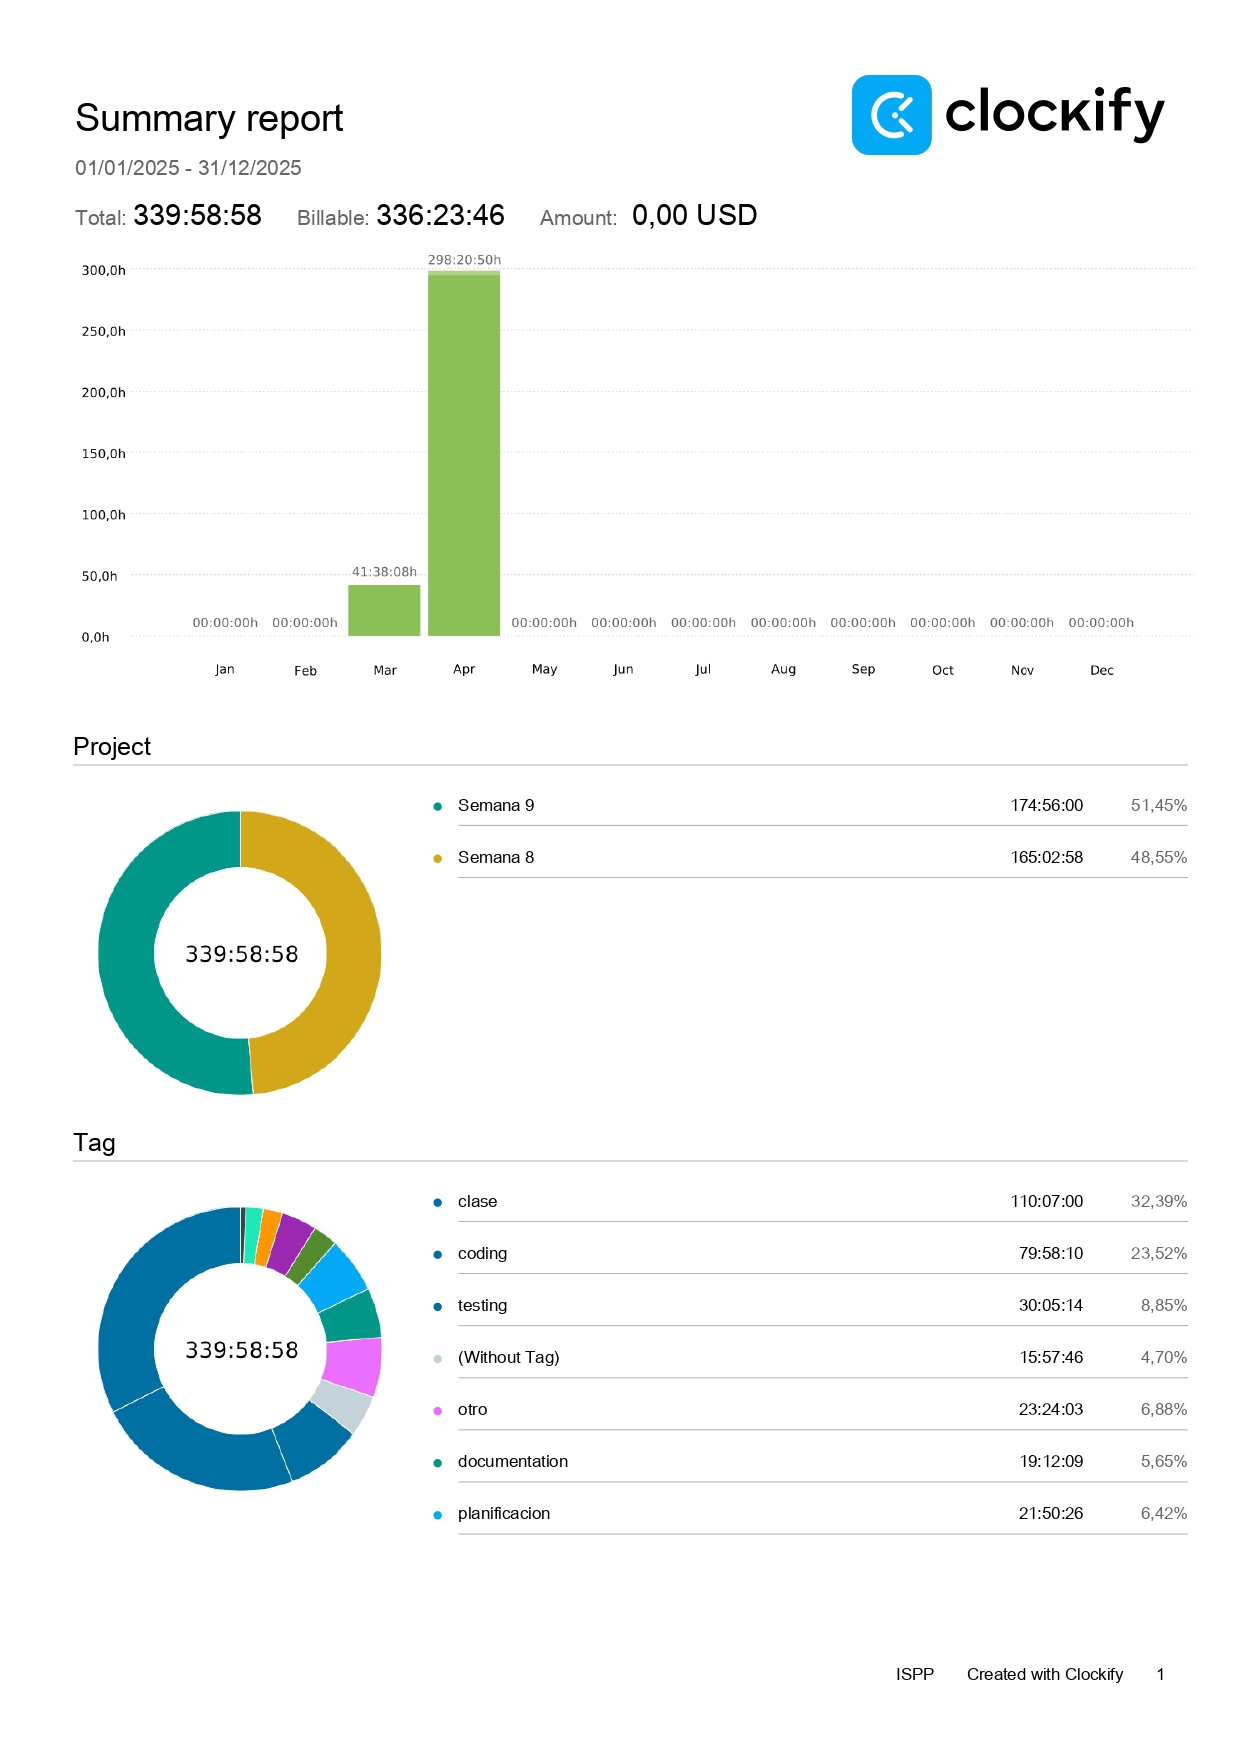 Summary report
clockify
01/01/2025 - 31/12/2025
Total: 339:58:58 Billable: 336:23:46 Amount: 0,00 USD
298:20:50h
300,0h
250,0h
200,0h
150,0h
100,0h
41:38:08h
50,0h
00:00:00h 00:00:00h 00:00:00h 00:00:00h 00:00:00h 00:00:00h 00:00:00h 00:00:00h 00:00:00h 00:00:00h
0,0h
Jan Feb Mar Apr May Jun Jul Aug Sep Oct Nov Dec
Project
Semana 9 174:56:00 51,45%
Semana 8 165:02:58 48,55%
339:58:58
Tag
clase 110:07:00 32,39%
coding 79:58:10 23,52%
testing 30:05:14 8,85%
339:58:58
(Without Tag) 15:57:46 4,70%
otro 23:24:03 6,88%
documentation 19:12:09 5,65%
planificacion 21:50:26 6,42%
ISPP Created with Clockify 1